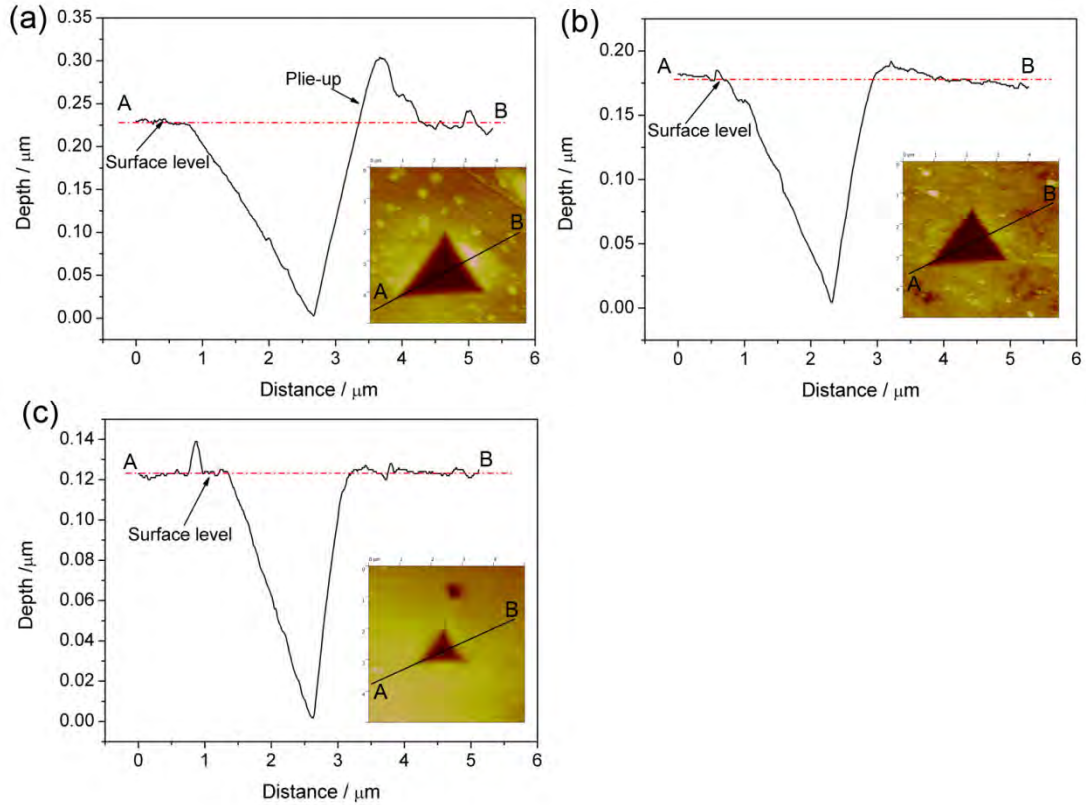 (a)
0.35
0.30
0.25
0.20
0.15
0.10
0.05
0.00
Depth / μm
A
Surface level
Plie-up
B
0 1 2 3 4 5 6
Distance / μm
A
B
(b)
0.20
0.15
0.10
0.05
0.00
Depth / μm
A
Surface level
B
0 1 2 3 4 5 6
Distance / μm
A
B
(c)
0.14
0.12
0.10
0.08
0.06
0.04
0.02
0.00
Depth /μm
A
Surface level
B
0 1 2 3 4 5 6
Distance / μm
A
B